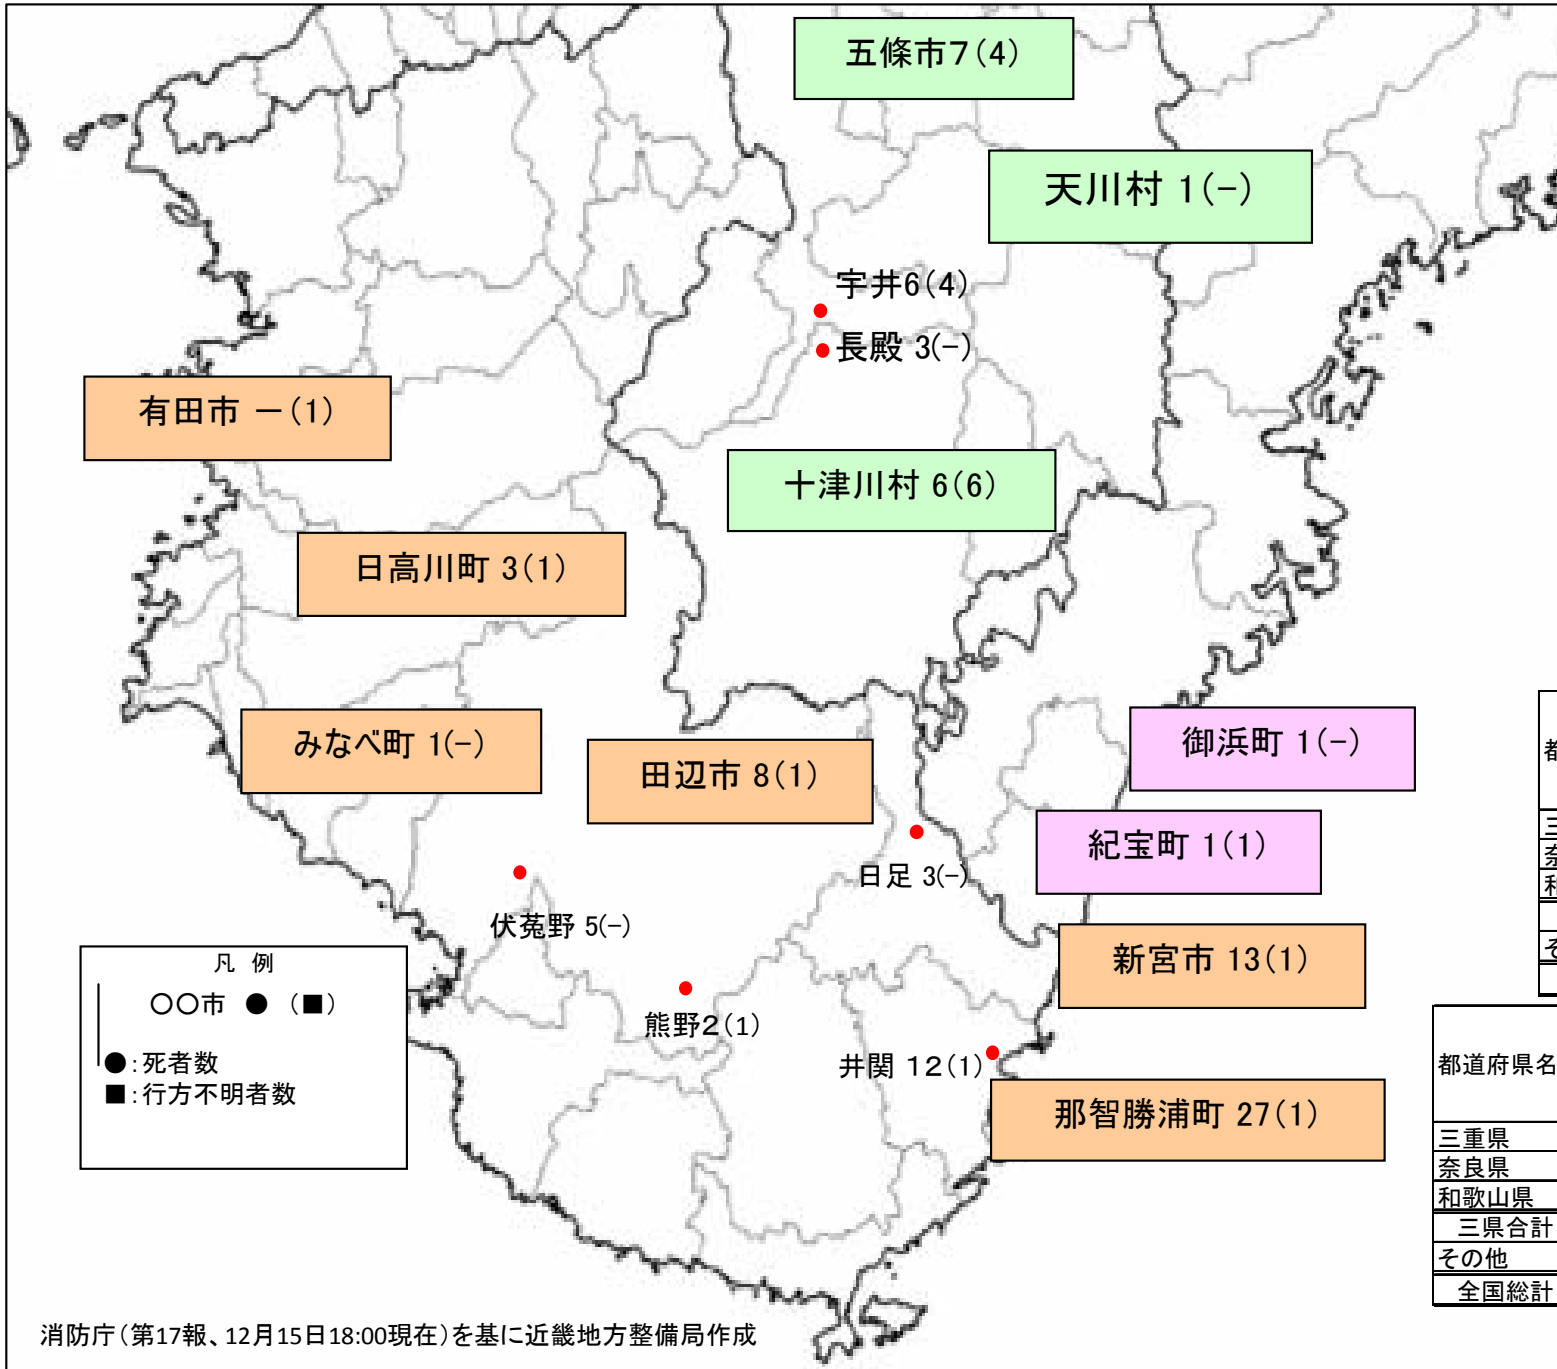 五條市7(4)
天川村 1(-)
宇井6(4)
長殿 3(-)
有田市 ー(1)
十津川村 6(6)
日高川町 3(1)
みなべ町 1(-)
田辺市 8(1)
御浜町 1(-)
紀宝町 1(1)
日足 3(-)
伏菟野 5(-)
新宮市 13(1)
熊野2(1)
井関 12(1)
那智勝浦町 27(1)
凡 例
○○市 ● (■)
●:死者数
■:行方不明者数
都道府県名
三重県
奈良県
和歌山県
三県合計
その他
全国総計
消防庁(第17報、12月15日18:00現在)を基に近畿地方整備局作成